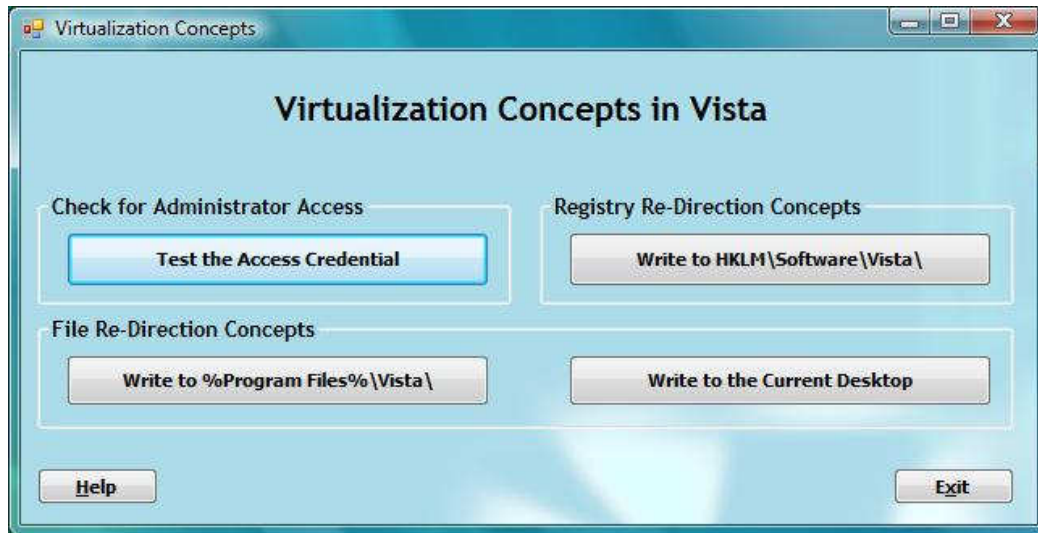 Virtualization Concepts
Virtualization Concepts in Vista
Check for Administrator Access
Test the Access Credential
Registry Re-Direction Concepts
Write to HKLM\Software\Vista\
File Re-Direction Concepts
Write to %Program Files%\Vista\
Write to the Current Desktop
Help
Exit